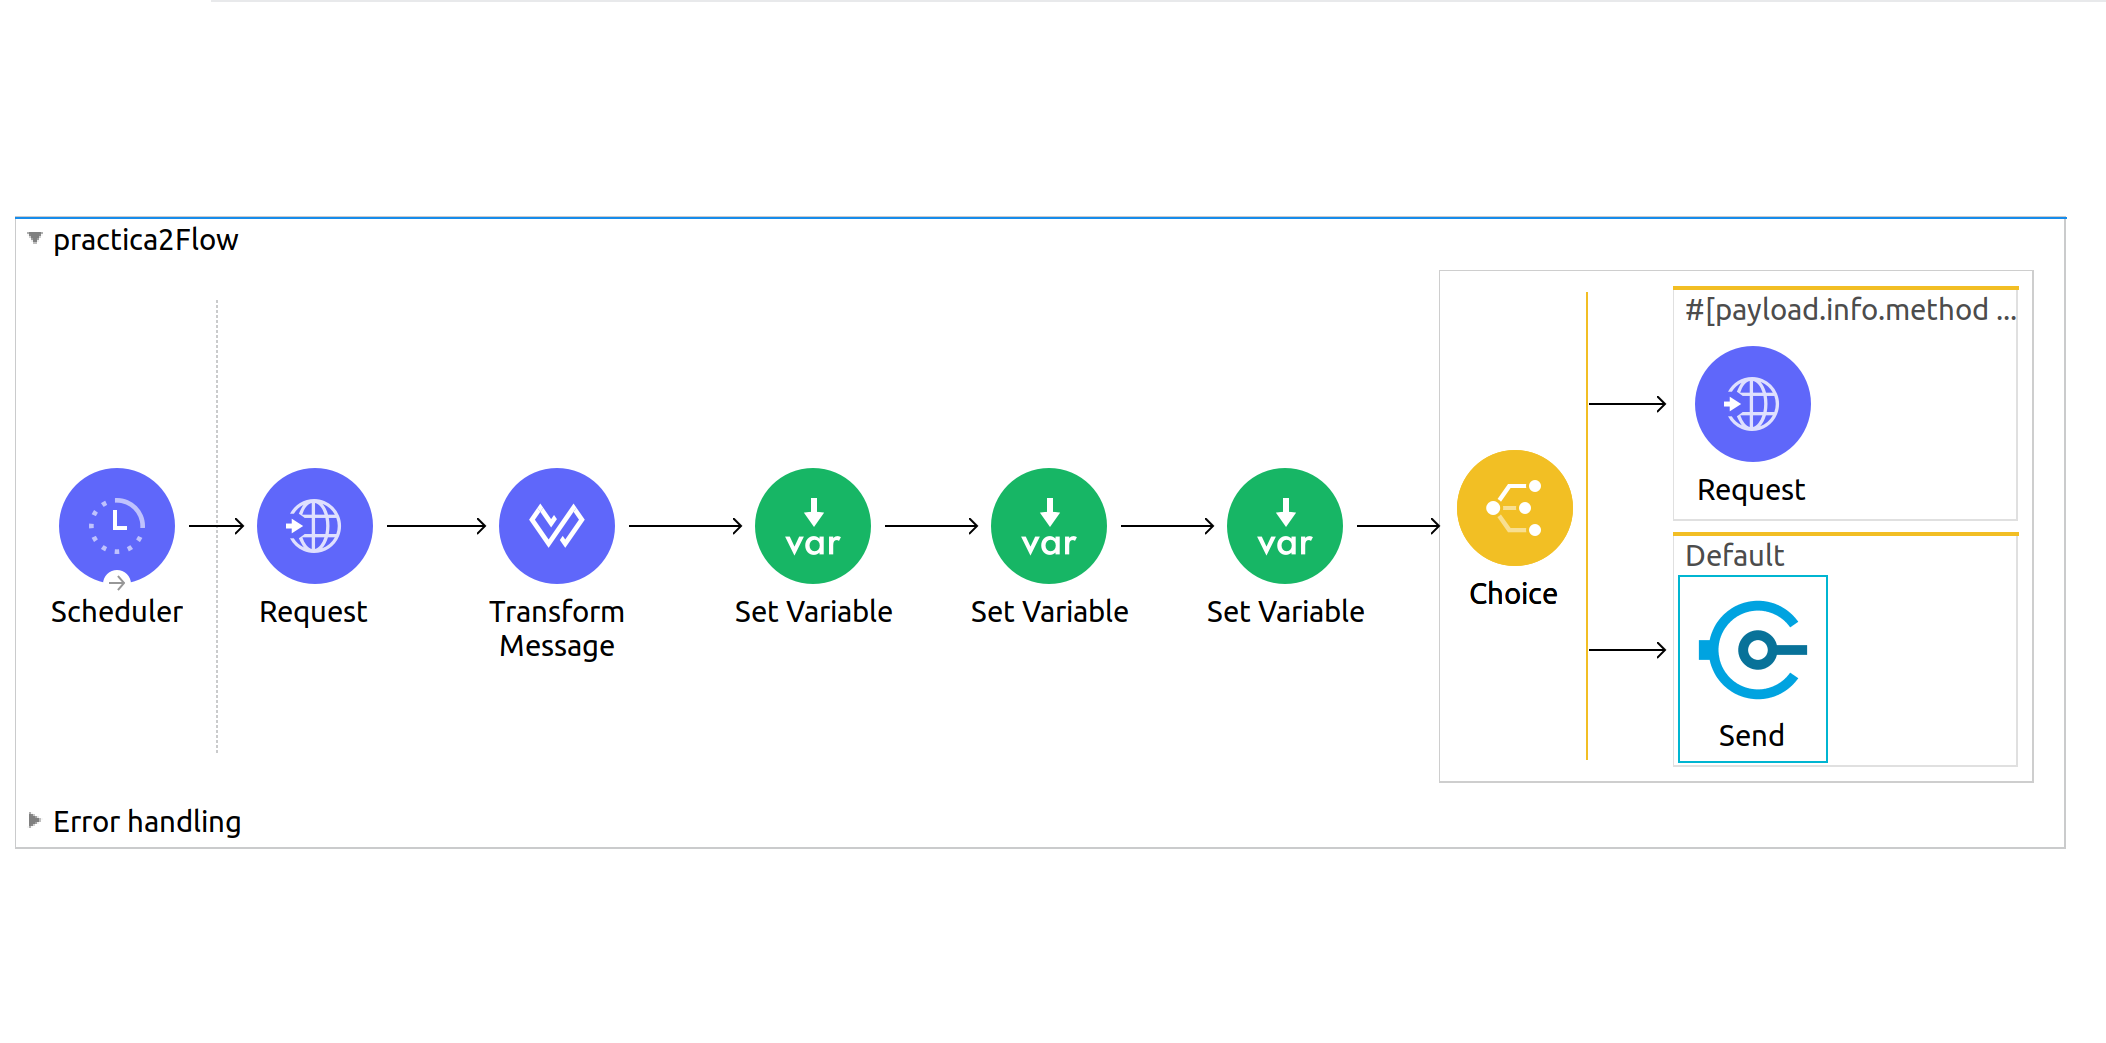 practica2Flow
Scheduler
Request
Transform
Message
var
Set Variable
var
Set Variable
var
Set Variable
Choice
#[payload.info.method ...
Request
Default
Send
Error handling